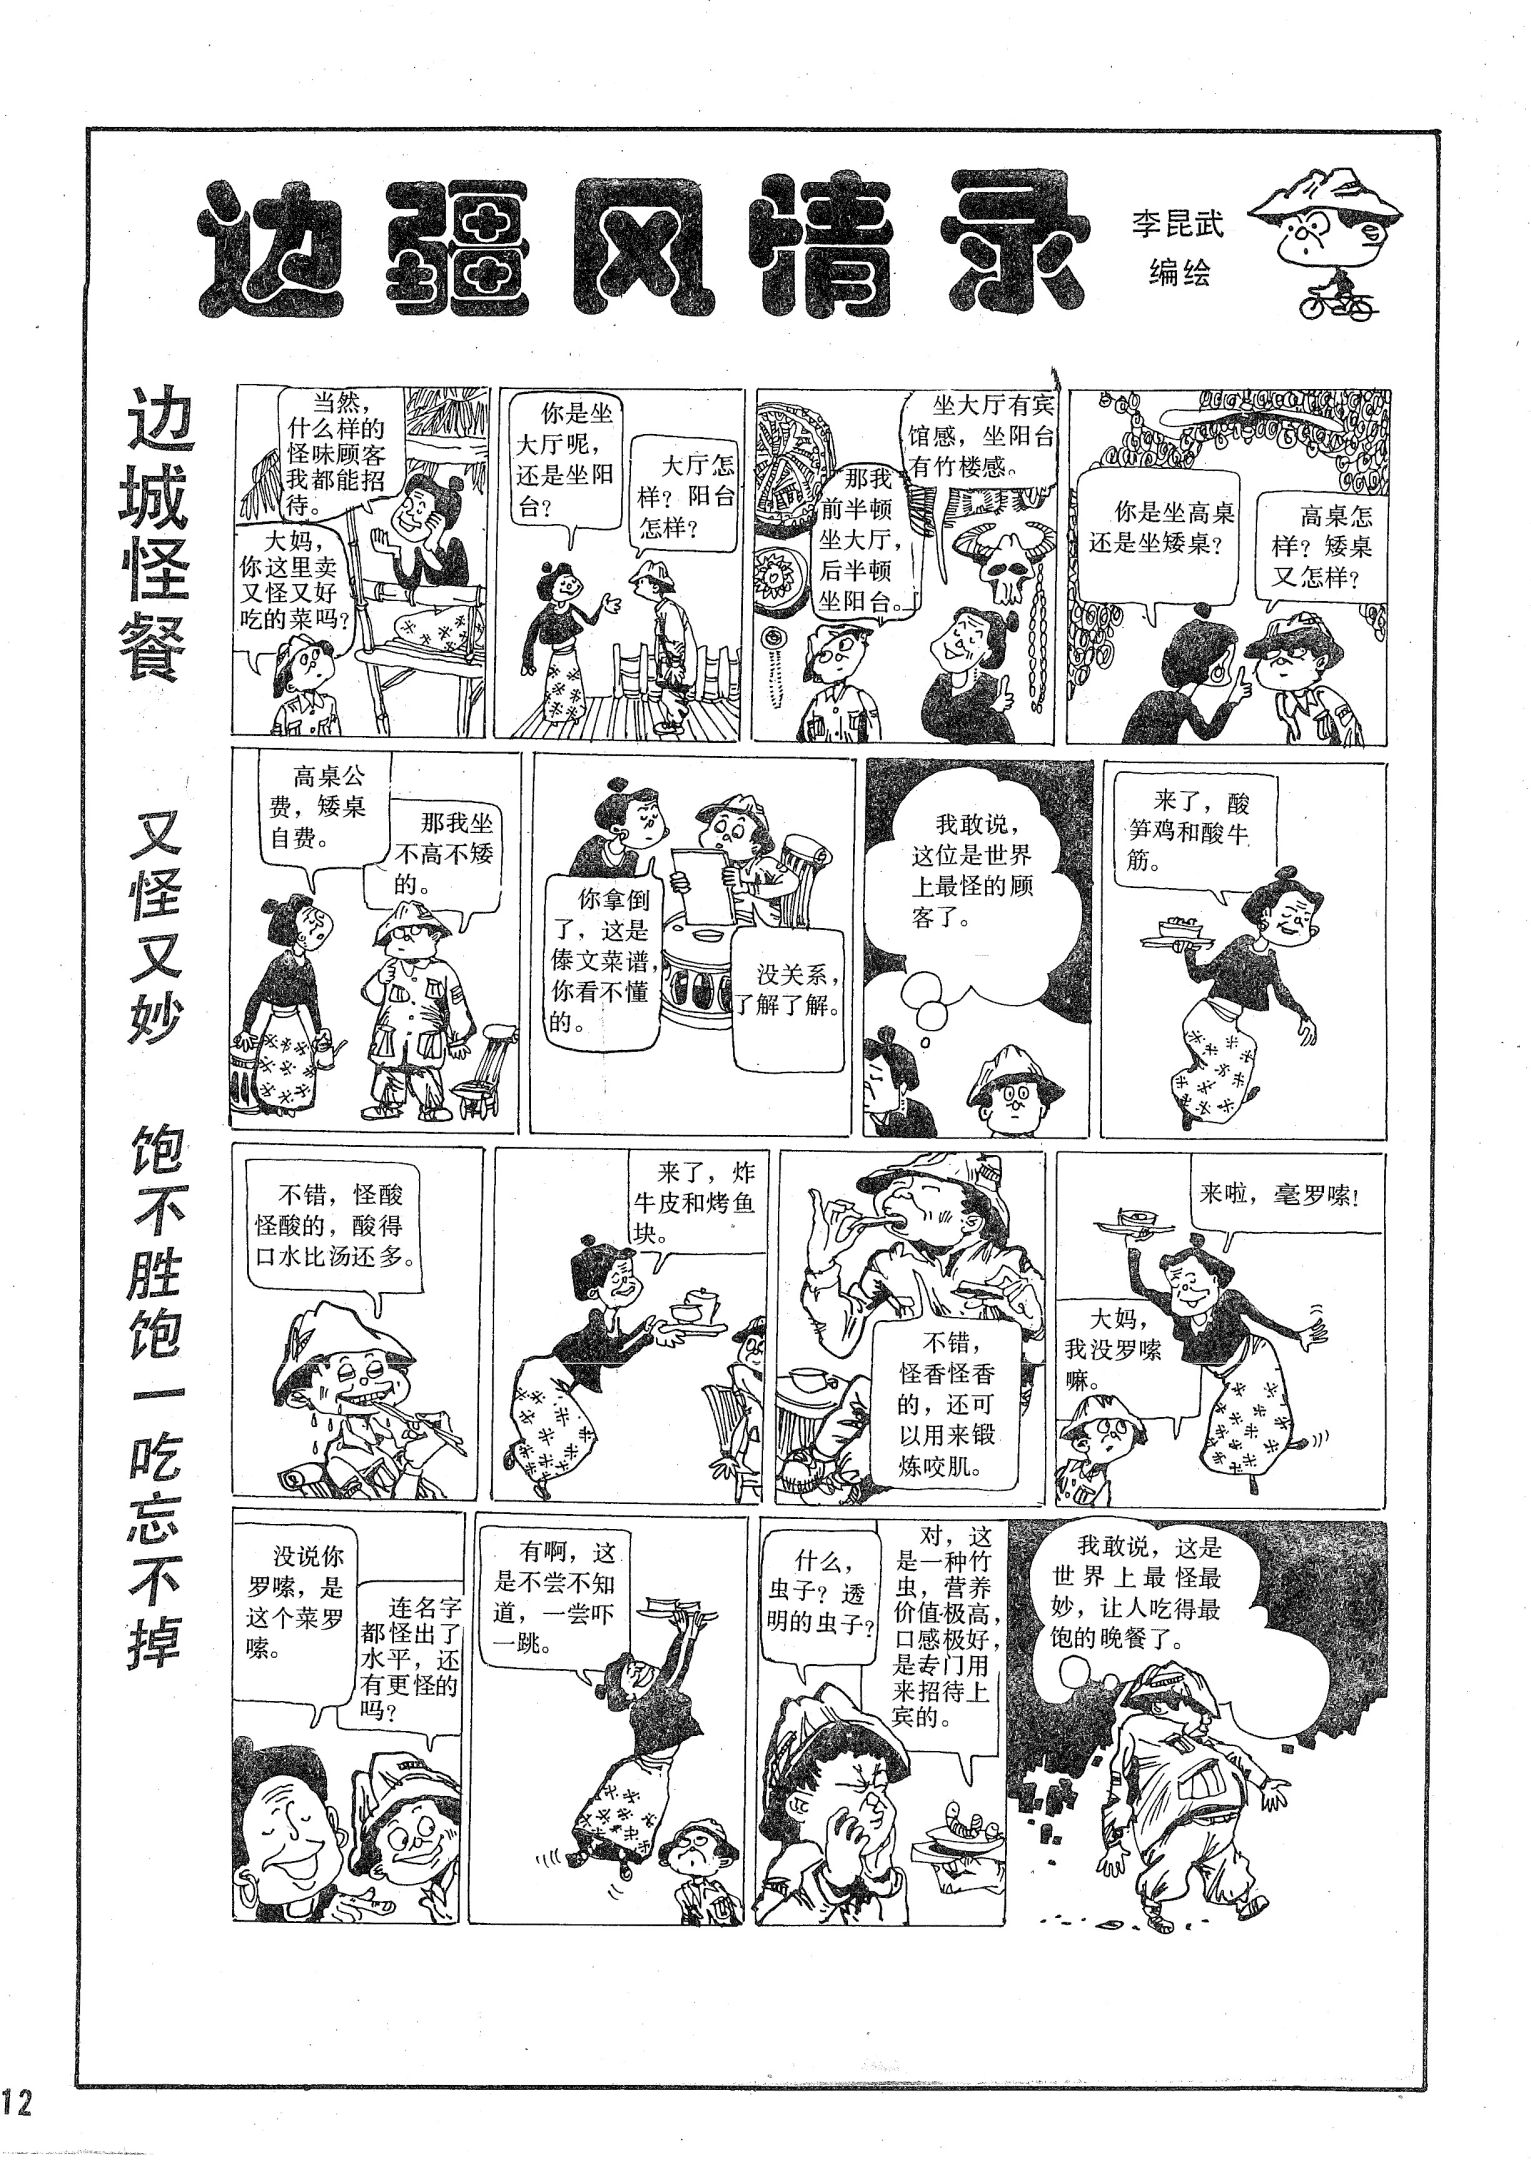 边疆风情录
李昆武
编绘
边城怪餐 又怪又妙 饱不胜饱一吃忘不掉
当然，
什么样的
怪味顾客
我都能招
待。
大妈，
你这里卖
又怪又好
吃的菜吗？
你是坐
大厅呢，
还是坐阳
台？
大厅怎
样？阳台
怎样？
坐大厅有宾
馆感，坐阳台
有竹楼感。
那我
前半顿
坐大厅，
后半顿
坐阳台。
你是坐高桌
还是坐矮桌？
高桌怎
样？矮桌
又怎样？
高桌公
费，矮桌
自费。
那我坐
不高不矮
的。
你拿倒
了，这是
傣文菜谱，
你看不懂
的。
没关系，
了解了解。
我敢说，
这位是世界
上最怪的顾
客了。
来了，酸
笋鸡和酸牛
筋。
不错，怪酸
怪酸的，酸得
口水比汤还多。
来了，炸
牛皮和烤鱼
块。
不错，
怪香怪香
的，还可
以用来锻
炼咬肌。
来啦，毫罗嗦！
大妈，
我没罗嗦
嘛。
没说你
罗嗦，是
这个菜罗
嗦。
连名字
都怪出了
水平，还
有更怪的
吗？
有啊，这
是不尝不知
道，一尝吓
一跳。
什么，
虫子？透
明的虫子？
对，这
是一种竹
虫，营养
价值极高，
口感极好，
是专门用
来招待上
宾的。
我敢说，这是
世界上最怪最
妙，让人吃得最
饱的晚餐了。
12